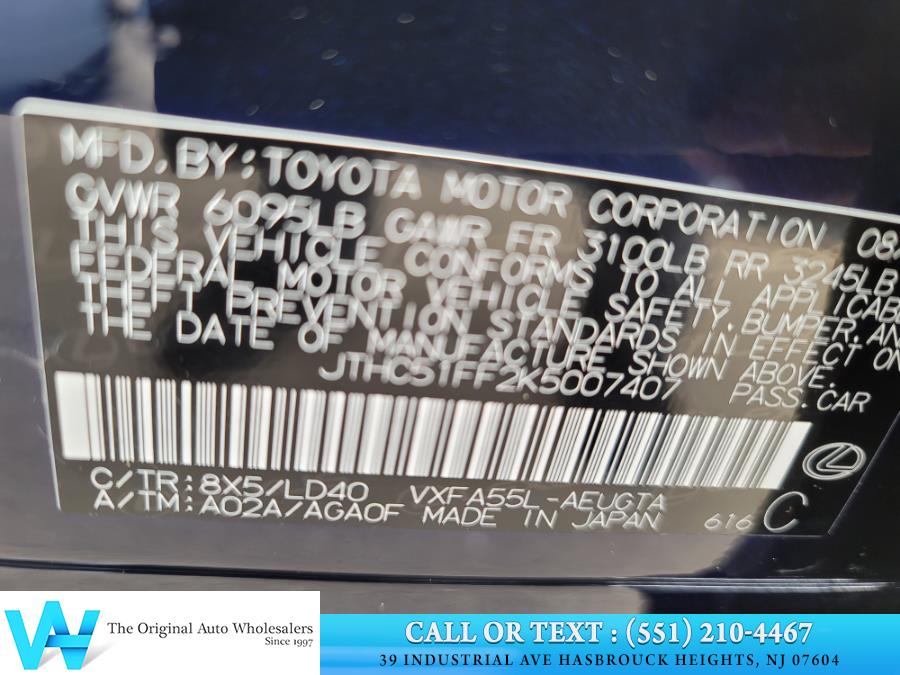 MFD. BY: TOYOTA MOTOR CORPORATION 08/
GVWR 6095LB GAWR FR 3100LB RR 3245LB
THIS VEHICLE CONFORMS TO ALL APPLICAB
FEDERAL MOTOR VEHICLE SAFETY, BUMPER, AN
THEFT PREVENTION STANDARDS IN EFFECT ON
THE DATE OF MANUFACTURE SHOWN ABOVE.
JTHC51FF2K5007407 PASS. CAR
C/TR: 8X5/LD40 VXFA55L-AEUGTA
A/TM: A02A/AGA0F MADE IN JAPAN 616 C
The Original Auto Wholesalers
Since 1997
CALL OR TEXT : (551) 210-4467
39 INDUSTRIAL AVE HASBROUCK HEIGHTS, NJ 07604